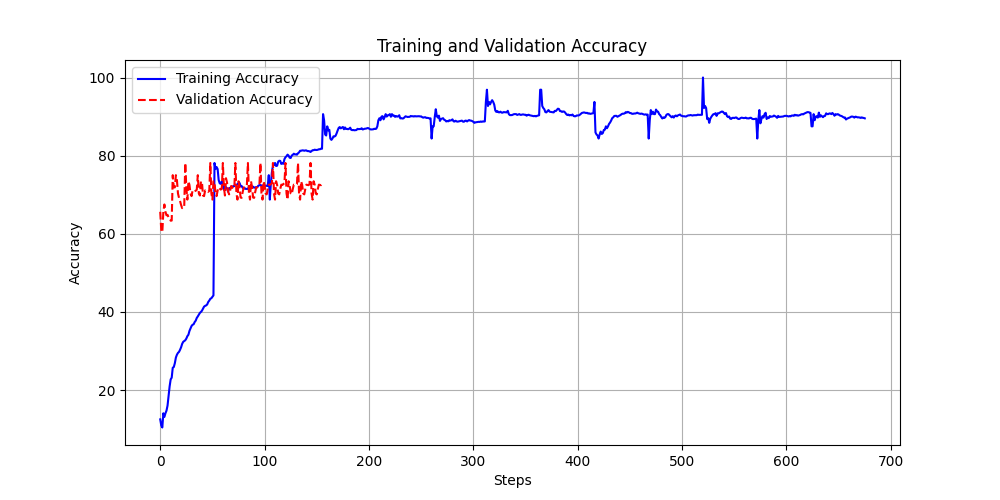 Training and Validation Accuracy
Training Accuracy
Validation Accuracy
Accuracy
100
80
60
40
20
0
100
200
300
400
500
600
700
Steps